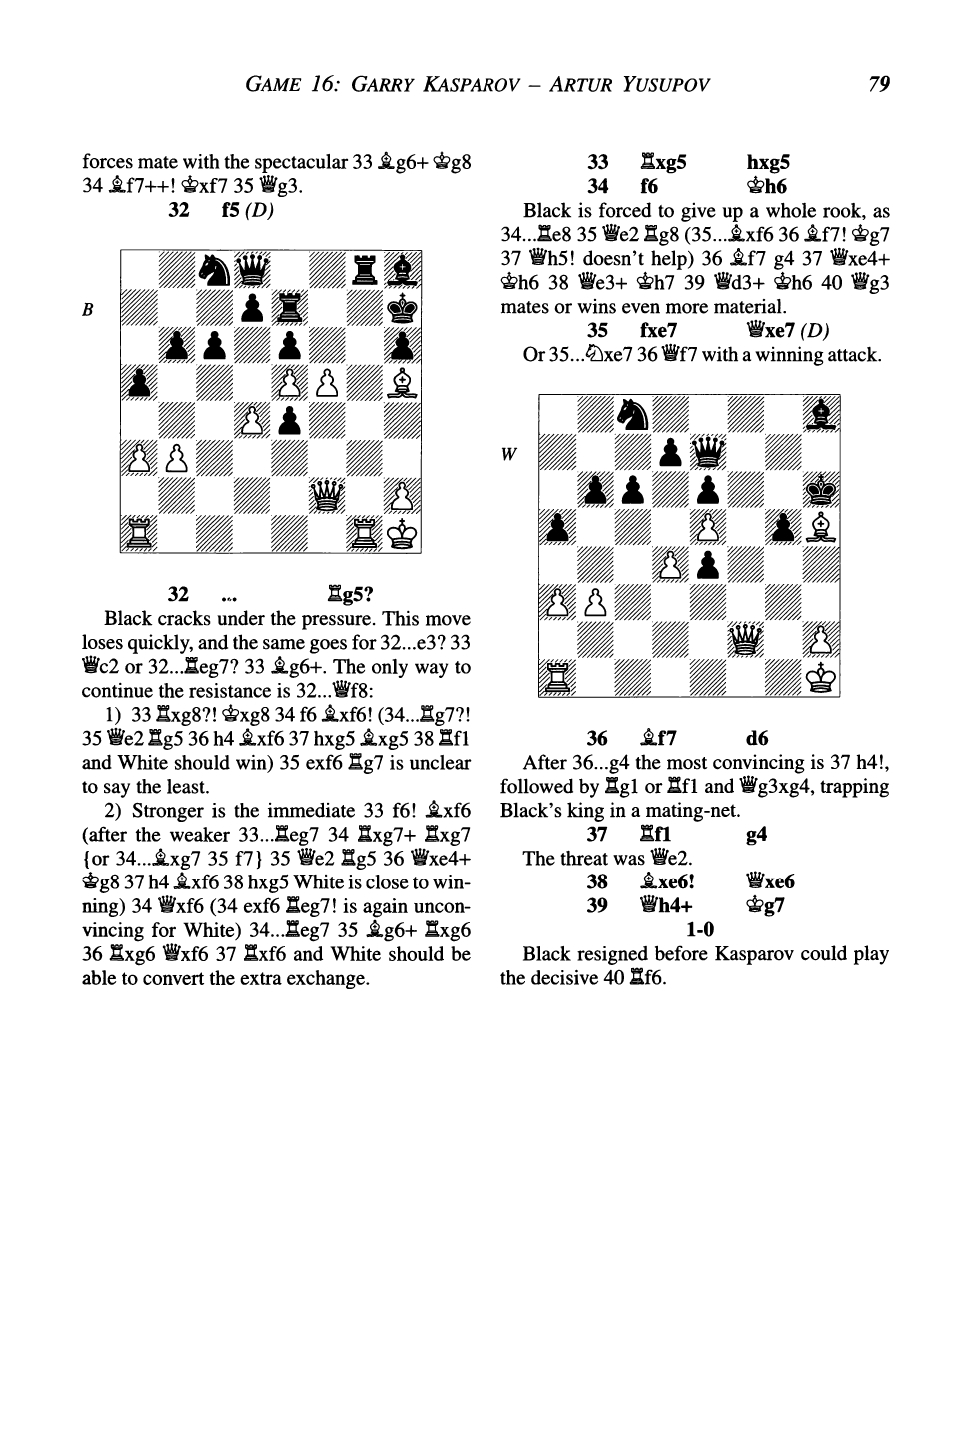 GAME 16: GARRY KASPAROV – ARTUR YUSUPOV 79
forces mate with the spectacular 33 ♗g6+ ♔g8
34 ♗f7++! ♔xf7 35 ♕g3.
32 f5 (D)
B
32 ... ♖g5?
Black cracks under the pressure. This move
loses quickly, and the same goes for 32...e3? 33
♕c2 or 32...♖eg7? 33 ♗g6+. The only way to
continue the resistance is 32...♕f8:
1) 33 ♖xg8?! ♔xg8 34 f6 ♗xf6! (34...♖g7?!
35 ♕e2 ♖g5 36 h4 ♗xf6 37 hxg5 ♗xg5 38 ♖f1
and White should win) 35 exf6 ♖g7 is unclear
to say the least.
2) Stronger is the immediate 33 f6! ♗xf6
(after the weaker 33...♖eg7 34 ♖xg7+ ♖xg7
{or 34...♗xg7 35 f7} 35 ♕e2 ♖g5 36 ♕xe4+
♔g8 37 h4 ♗xf6 38 hxg5 White is close to win-
ning) 34 ♕xf6 (34 exf6 ♖eg7! is again uncon-
vincing for White) 34...♖eg7 35 ♗g6+ ♖xg6
36 ♖xg6 ♕xf6 37 ♖xf6 and White should be
able to convert the extra exchange.
33 ♖xg5 hxg5
34 f6 ♔h6
Black is forced to give up a whole rook, as
34...♖e8 35 ♕e2 ♖g8 (35...♗xf6 36 ♗f7! ♔g7
37 ♕h5! doesn't help) 36 ♗f7 g4 37 ♕xe4+
♔h6 38 ♕e3+ ♔h7 39 ♕d3+ ♔h6 40 ♕g3
mates or wins even more material.
35 fxe7 ♕xe7 (D)
Or 35...♘xe7 36 ♕f7 with a winning attack.
W
36 ♗f7 d6
After 36...g4 the most convincing is 37 h4!,
followed by ♖g1 or ♖f1 and ♕g3xg4, trapping
Black's king in a mating-net.
37 ♖f1 g4
The threat was ♕e2.
38 ♗xe6! ♕xe6
39 ♕h4+ ♔g7
1-0
Black resigned before Kasparov could play
the decisive 40 ♖f6.